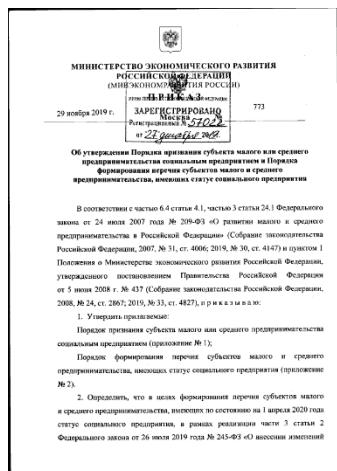 МИНИСТЕРСТВО ЭКОНОМИЧЕСКОГО РАЗВИТИЯ
РОССИЙСКОЙ ФЕДЕРАЦИИ
(МИНЭКОНОМРАЗВИТИЯ РОССИИ)
ПРИКАЗ
ЗАРЕГИСТРИРОВАНО
29 ноября 2019 г.
Москва
773
Регистрационный №
от 27 декабря 2019
Об утверждении Порядка признания субъекта малого или среднего
предпринимательства социальным предприятием и Порядка
формирования перечня субъектов малого и среднего
предпринимательства, имеющих статус социального предприятия
В соответствии с частью 6.4 статьи 4.1, частью 3 статьи 24.1 Федерального
закона от 24 июля 2007 года № 209-ФЗ «О развитии малого и среднего
предпринимательства в Российской Федерации» (Собрание законодательства
Российской Федерации, 2007, № 31, ст. 4006; 2019, № 30, ст. 4147) и пунктом 1
Положения о Министерстве экономического развития Российской Федерации,
утвержденного постановлением Правительства Российской Федерации
от 5 июня 2008 г. № 437 (Собрание законодательства Российской Федерации,
2008, № 24, ст. 2867; 2019, № 33, ст. 4827), приказываю:
1. Утвердить прилагаемые:
Порядок признания субъекта малого или среднего предпринимательства
социальным предприятием (приложение № 1);
Порядок формирования перечня субъектов малого и среднего
предпринимательства, имеющих статус социального предприятия (приложение
№ 2).
2. Определить, что в целях формирования перечня субъектов малого
и среднего предпринимательства, имеющих по состоянию на 1 апреля 2020 года
статус социального предприятия, в рамках реализации части 3 статьи 2
Федерального закона от 26 июля 2019 года № 245-ФЗ «О внесении изменений